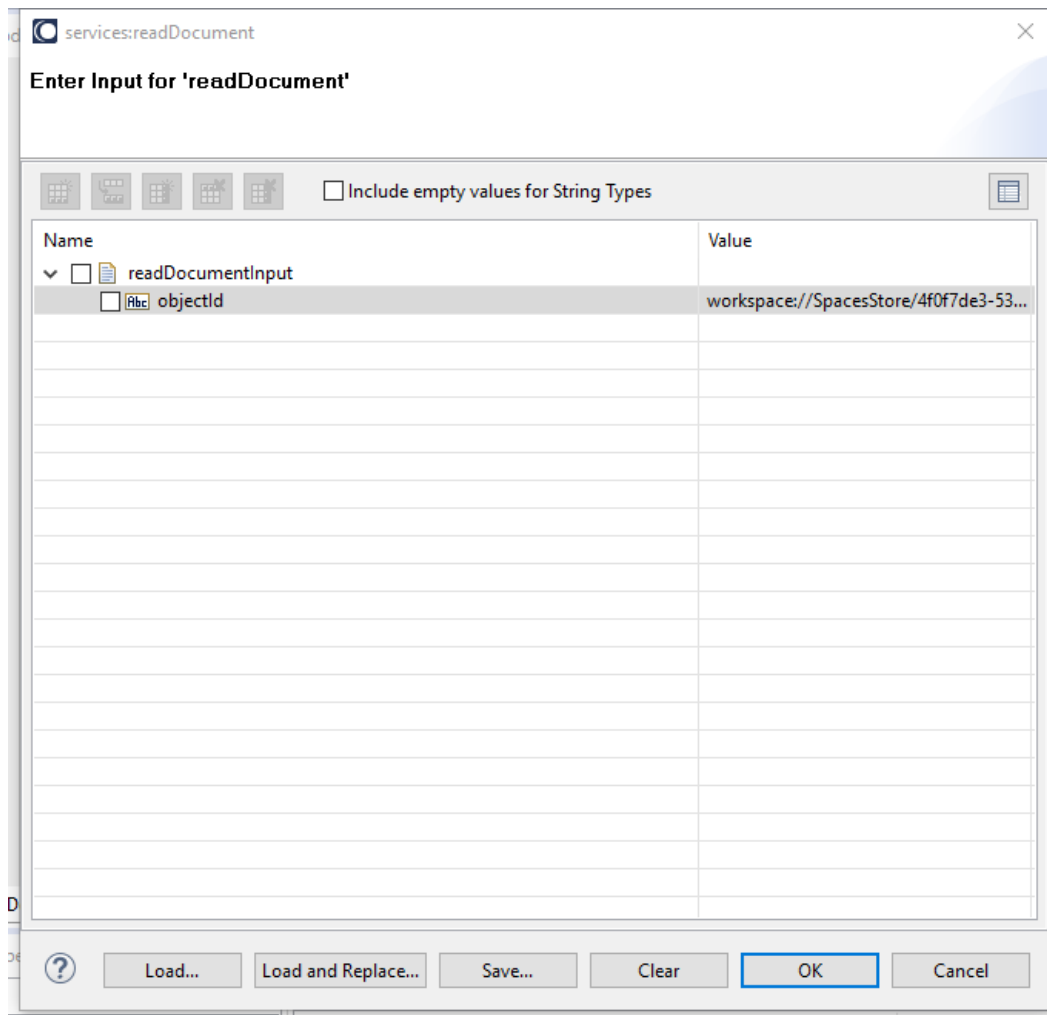 services:readDocument
Enter Input for 'readDocument'
Include empty values for String Types
Name Value
readDocumentInput
Abc objectId workspace://SpacesStore/4f0f7de3-53...
D
? Load... Load and Replace... Save... Clear OK Cancel